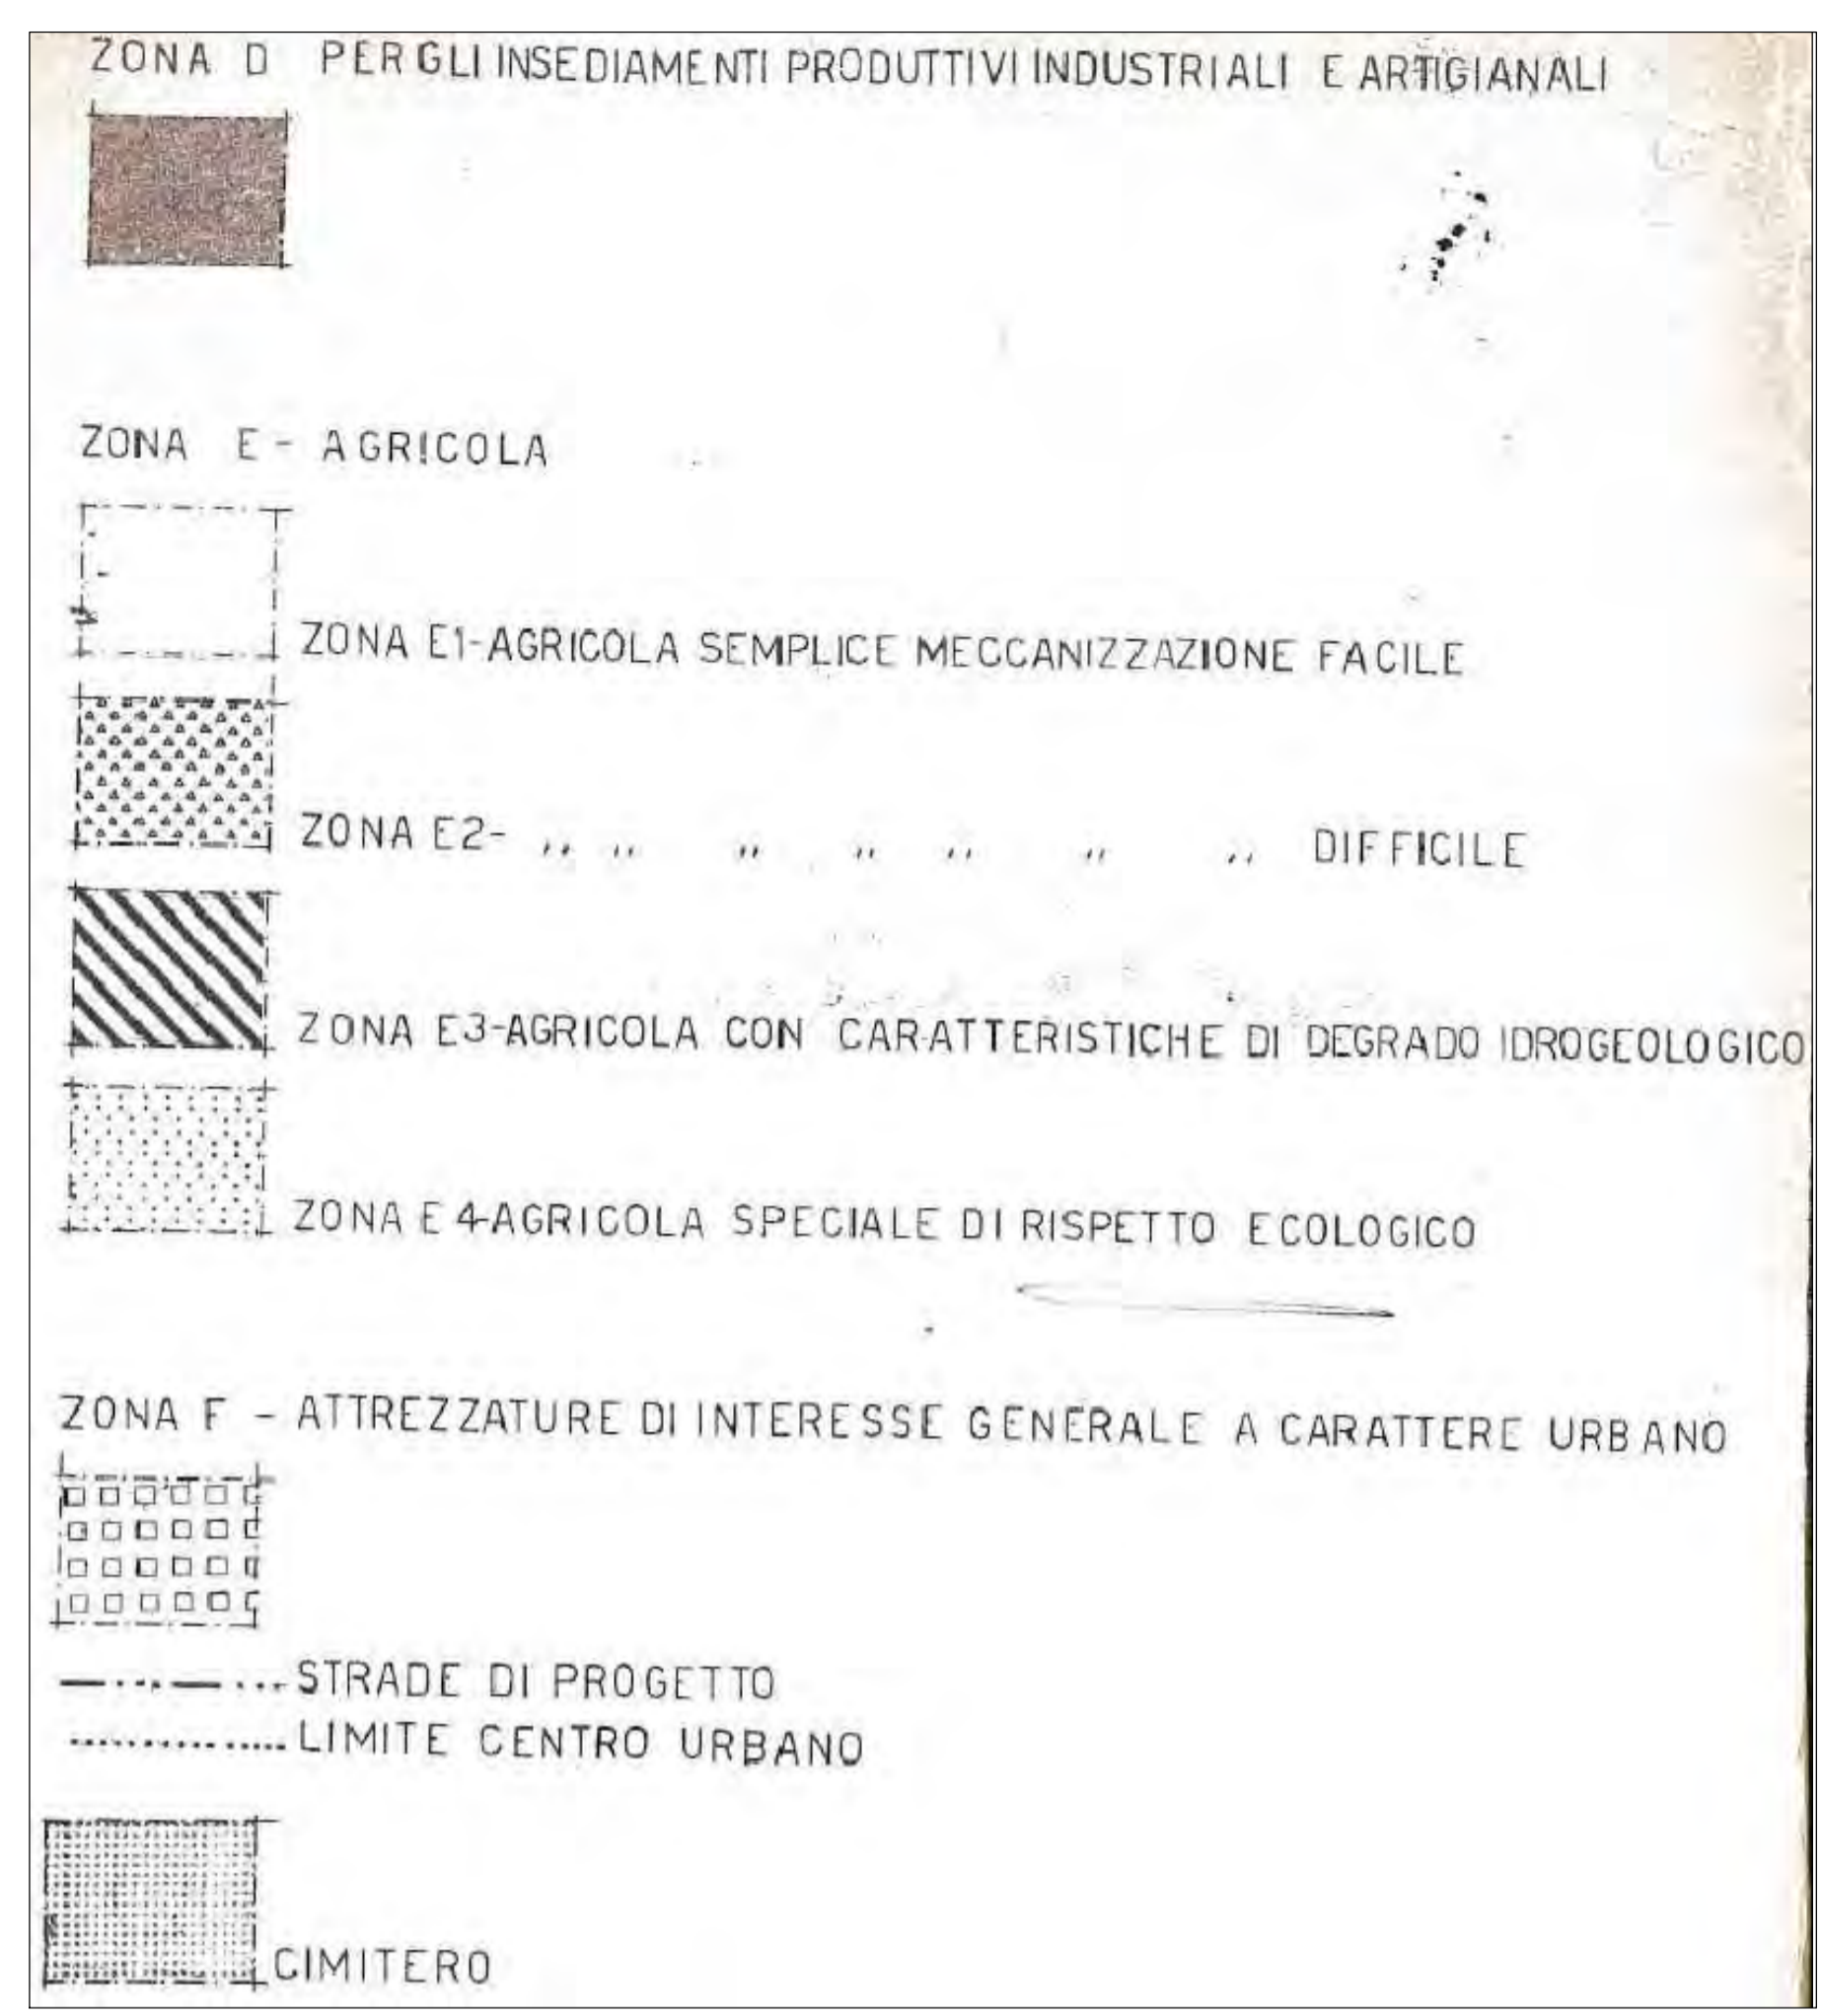 ZONA D PER GLI INSEDIAMENTI PRODUTTIVI INDUSTRIALI E ARTIGIANALI
ZONA E - AGRICOLA
ZONA E1-AGRICOLA SEMPLICE MECCANIZZAZIONE FACILE
ZONA E2- ,, ,, ,, ,, ,, ,, ,, DIFFICILE
ZONA E3-AGRICOLA CON CARATTERISTICHE DI DEGRADO IDROGEOLOGICO
ZONA E4-AGRICOLA SPECIALE DI RISPETTO ECOLOGICO
ZONA F - ATTREZZATURE DI INTERESSE GENERALE A CARATTERE URBANO
STRADE DI PROGETTO
LIMITE CENTRO URBANO
CIMITERO